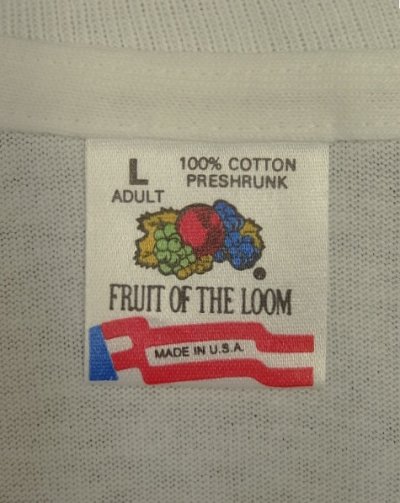 L
ADULT
100% COTTON
PRESHRUNK
FRUIT OF THE LOOM
MADE IN U.S.A.